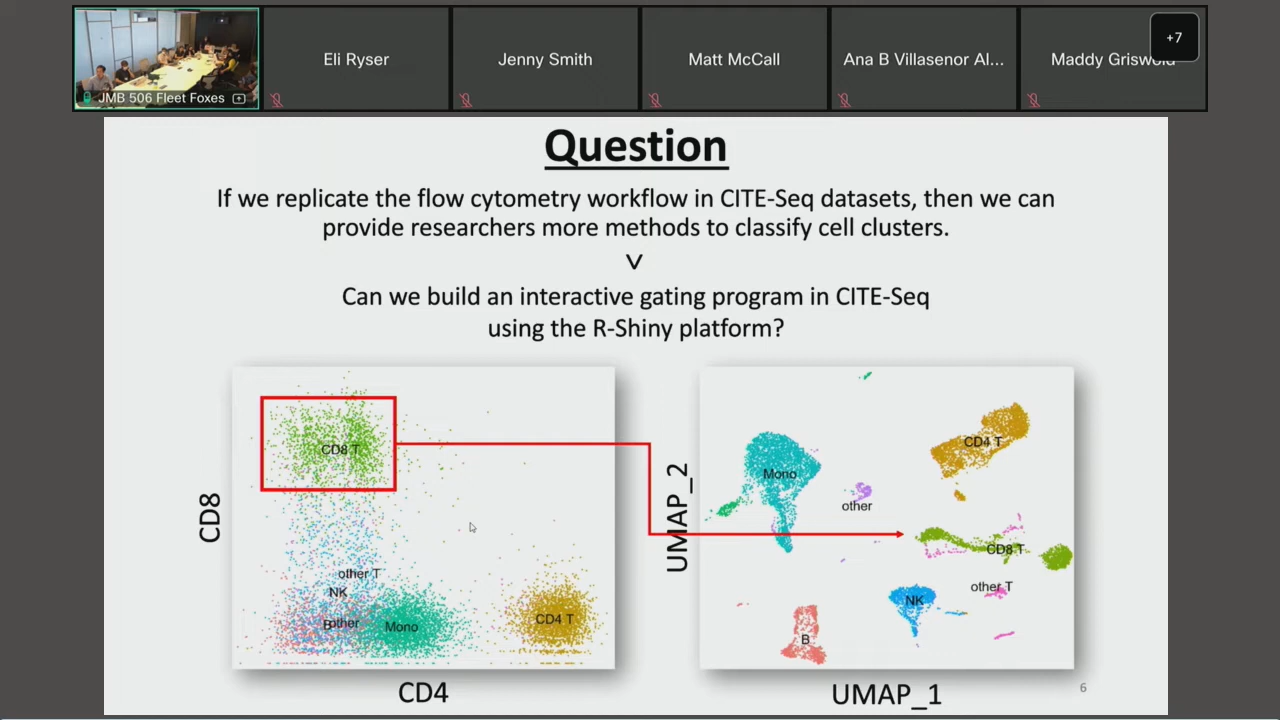 JMB 506 Fleet Foxes
Eli Ryser
Jenny Smith
Matt McCall
Ana B Villasenor Al...
Maddy Griswold
+7
Question
If we replicate the flow cytometry workflow in CITE-Seq datasets, then we can
provide researchers more methods to classify cell clusters.
Can we build an interactive gating program in CITE-Seq
using the R-Shiny platform?
CD8
CD8 T
other T
NK
B
other
Mono
CD4 T
CD4
UMAP_2
Mono
other
CD4 T
CD8 T
other T
NK
B
UMAP_1
6